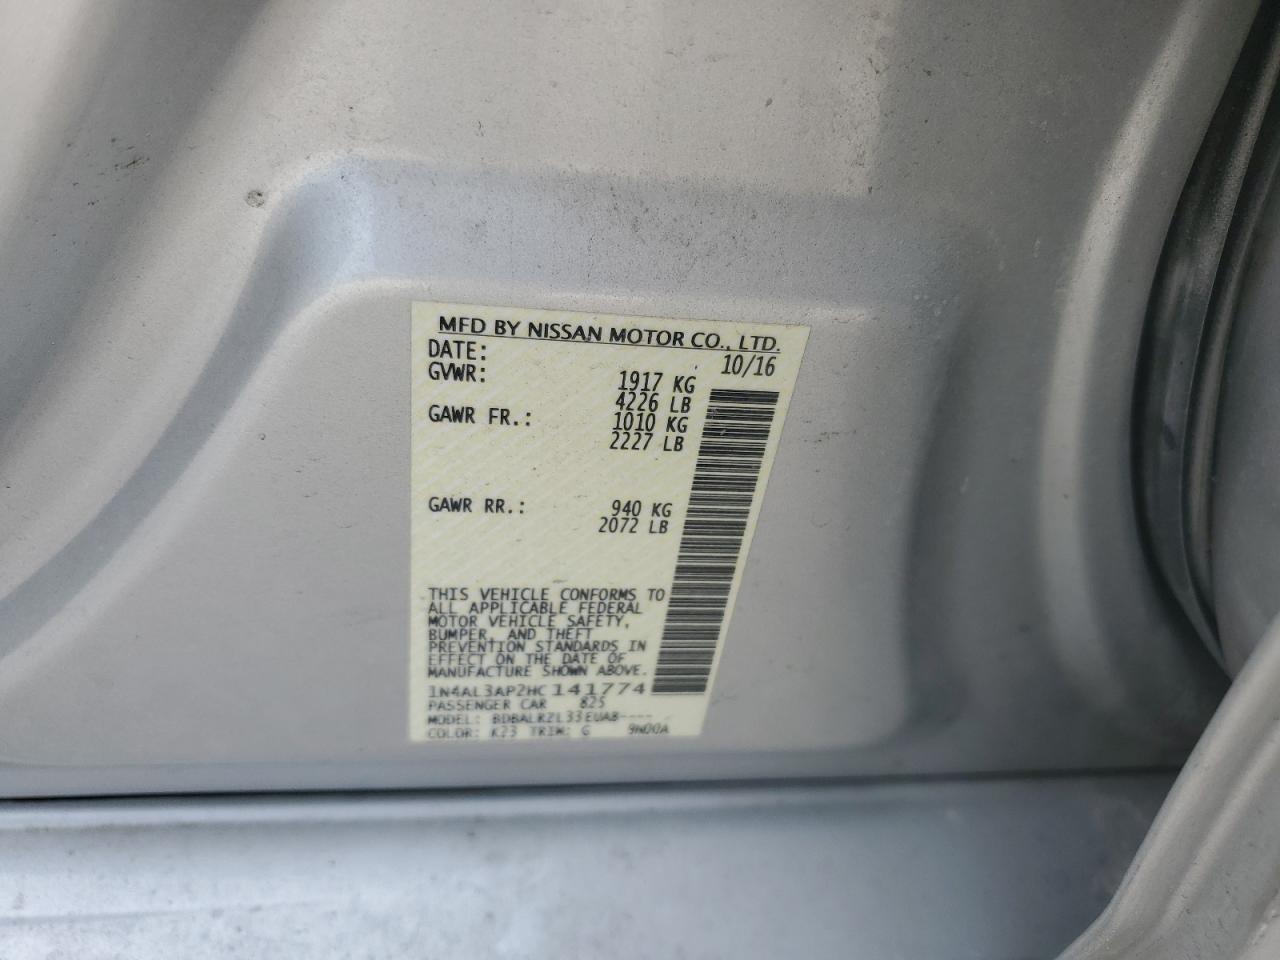 MFD BY NISSAN MOTOR CO., LTD.
DATE: 10/16
GVWR: 1917 KG
4226 LB
GAWR FR.: 1010 KG
2227 LB
GAWR RR.: 940 KG
2072 LB
THIS VEHICLE CONFORMS TO
ALL APPLICABLE FEDERAL
MOTOR VEHICLE SAFETY,
BUMPER, AND THEFT
PREVENTION STANDARDS IN
EFFECT ON THE DATE OF
MANUFACTURE SHOWN ABOVE.
1N4AL3AP2HC141774
PASSENGER CAR 825
MODEL: BDBALRZL33EUAB----
COLOR: K23 TRIM: G 9N00A